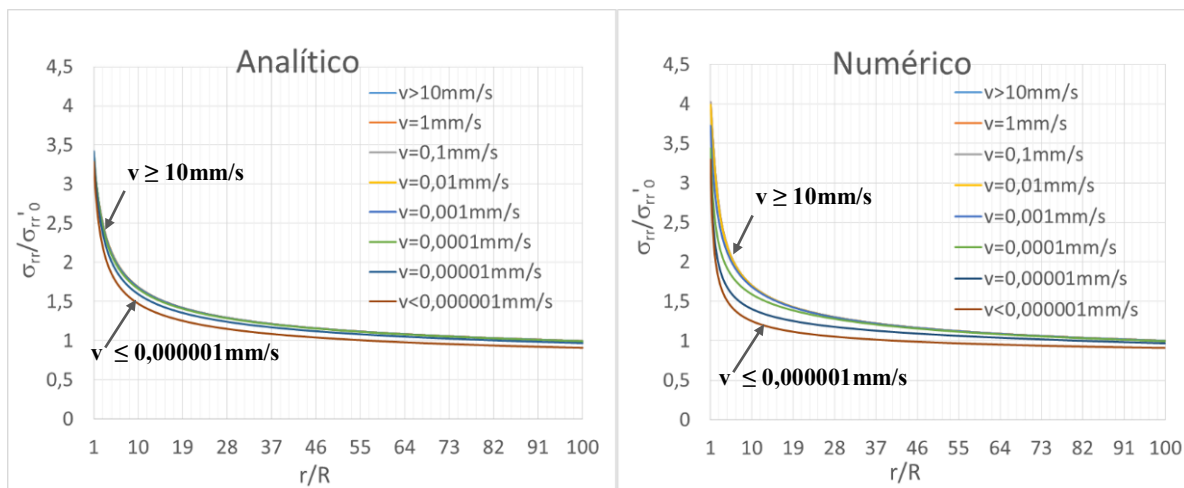 Analítico
4,5
4
3,5
3
2,5
2
1,5
1
0,5
0
σrr/σrr'0
v>10mm/s
v=1mm/s
v=0,1mm/s
v=0,01mm/s
v=0,001mm/s
v=0,0001mm/s
v=0,00001mm/s
v<0,000001mm/s
v ≥ 10mm/s
v ≤ 0,000001mm/s
1 10 19 28 37 46 55 64 73 82 91 100
r/R
Numérico
4,5
4
3,5
3
2,5
2
1,5
1
0,5
0
σrr/σrr'0
v>10mm/s
v=1mm/s
v=0,1mm/s
v=0,01mm/s
v=0,001mm/s
v=0,0001mm/s
v=0,00001mm/s
v<0,000001mm/s
v ≥ 10mm/s
v ≤ 0,000001mm/s
1 10 19 28 37 46 55 64 73 82 91 100
r/R